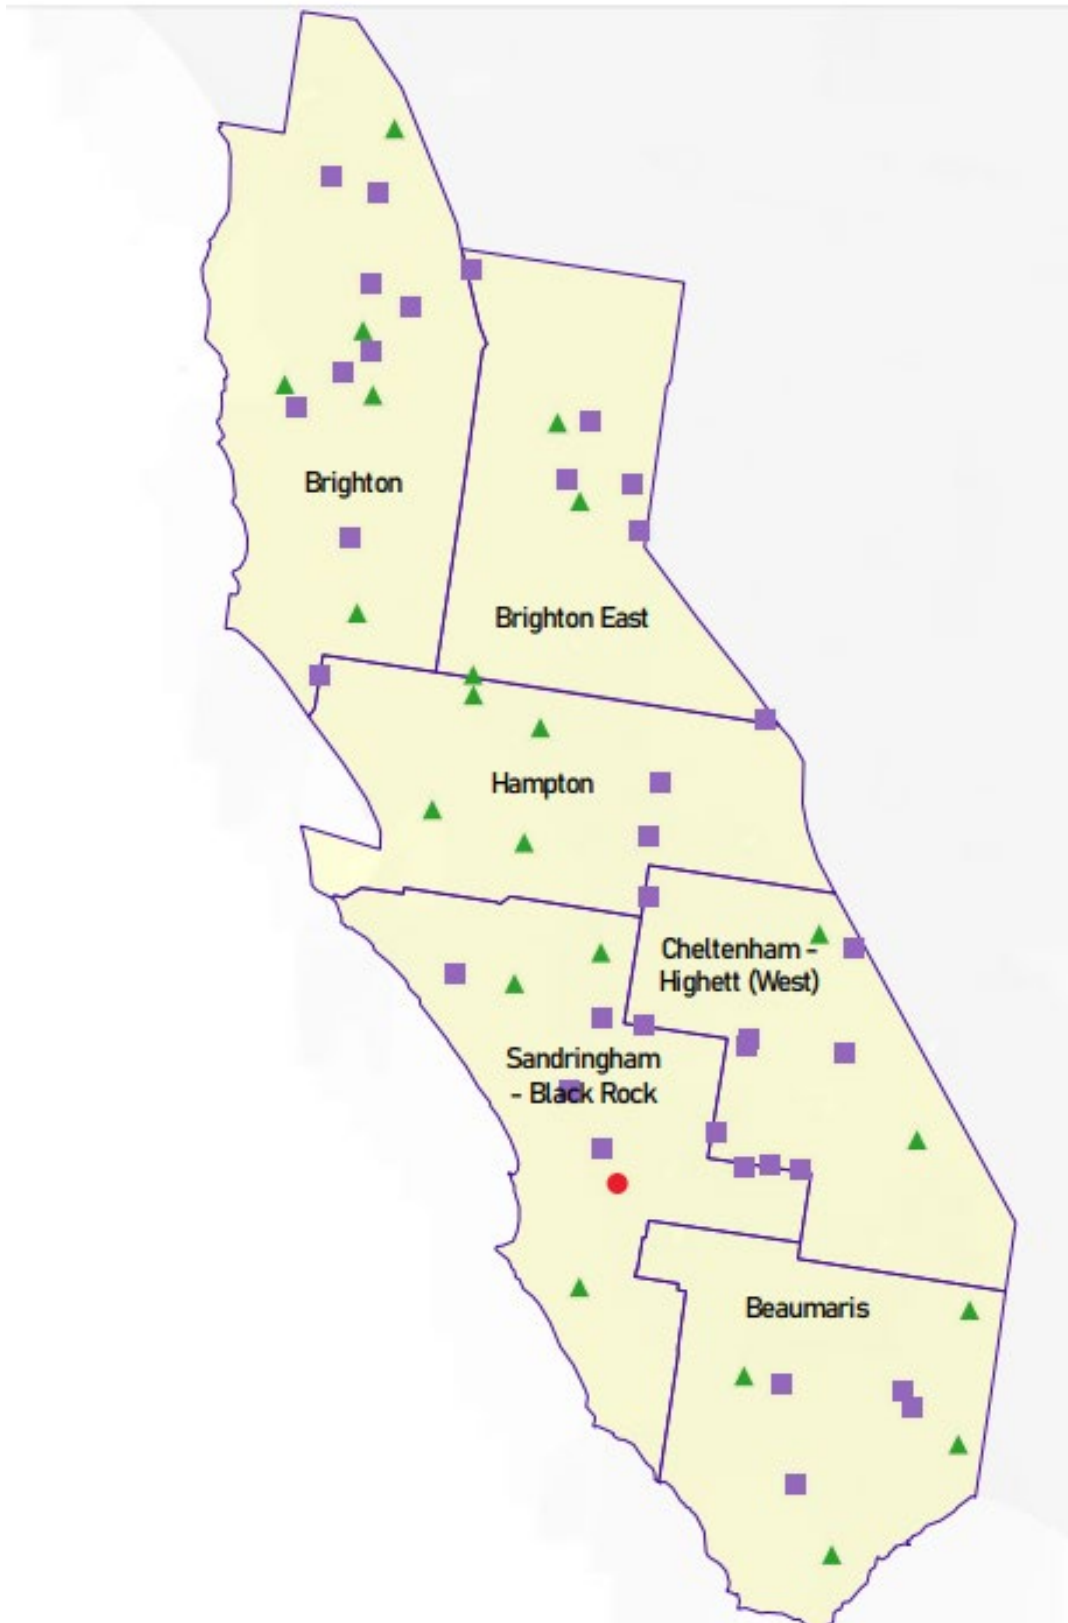 Brighton
Brighton East
Hampton
Cheltenham -
Highett (West)
Sandringham
- Black Rock
Beaumaris